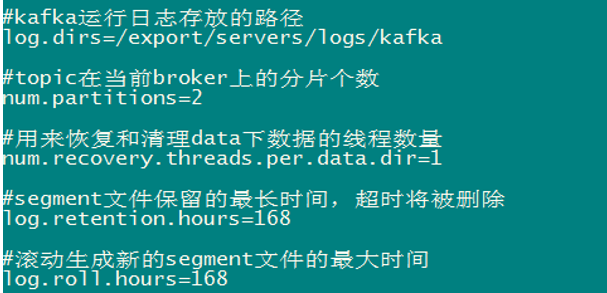 #kafka运行日志存放的路径
log.dirs=/export/servers/logs/kafka
#topic在当前broker上的分片个数
num.partitions=2
#用来恢复和清理data下数据的线程数量
num.recovery.threads.per.data.dir=1
#segment文件保留的最长时间，超时将被删除
log.retention.hours=168
#滚动生成新的segment文件的最大时间
log.roll.hours=168